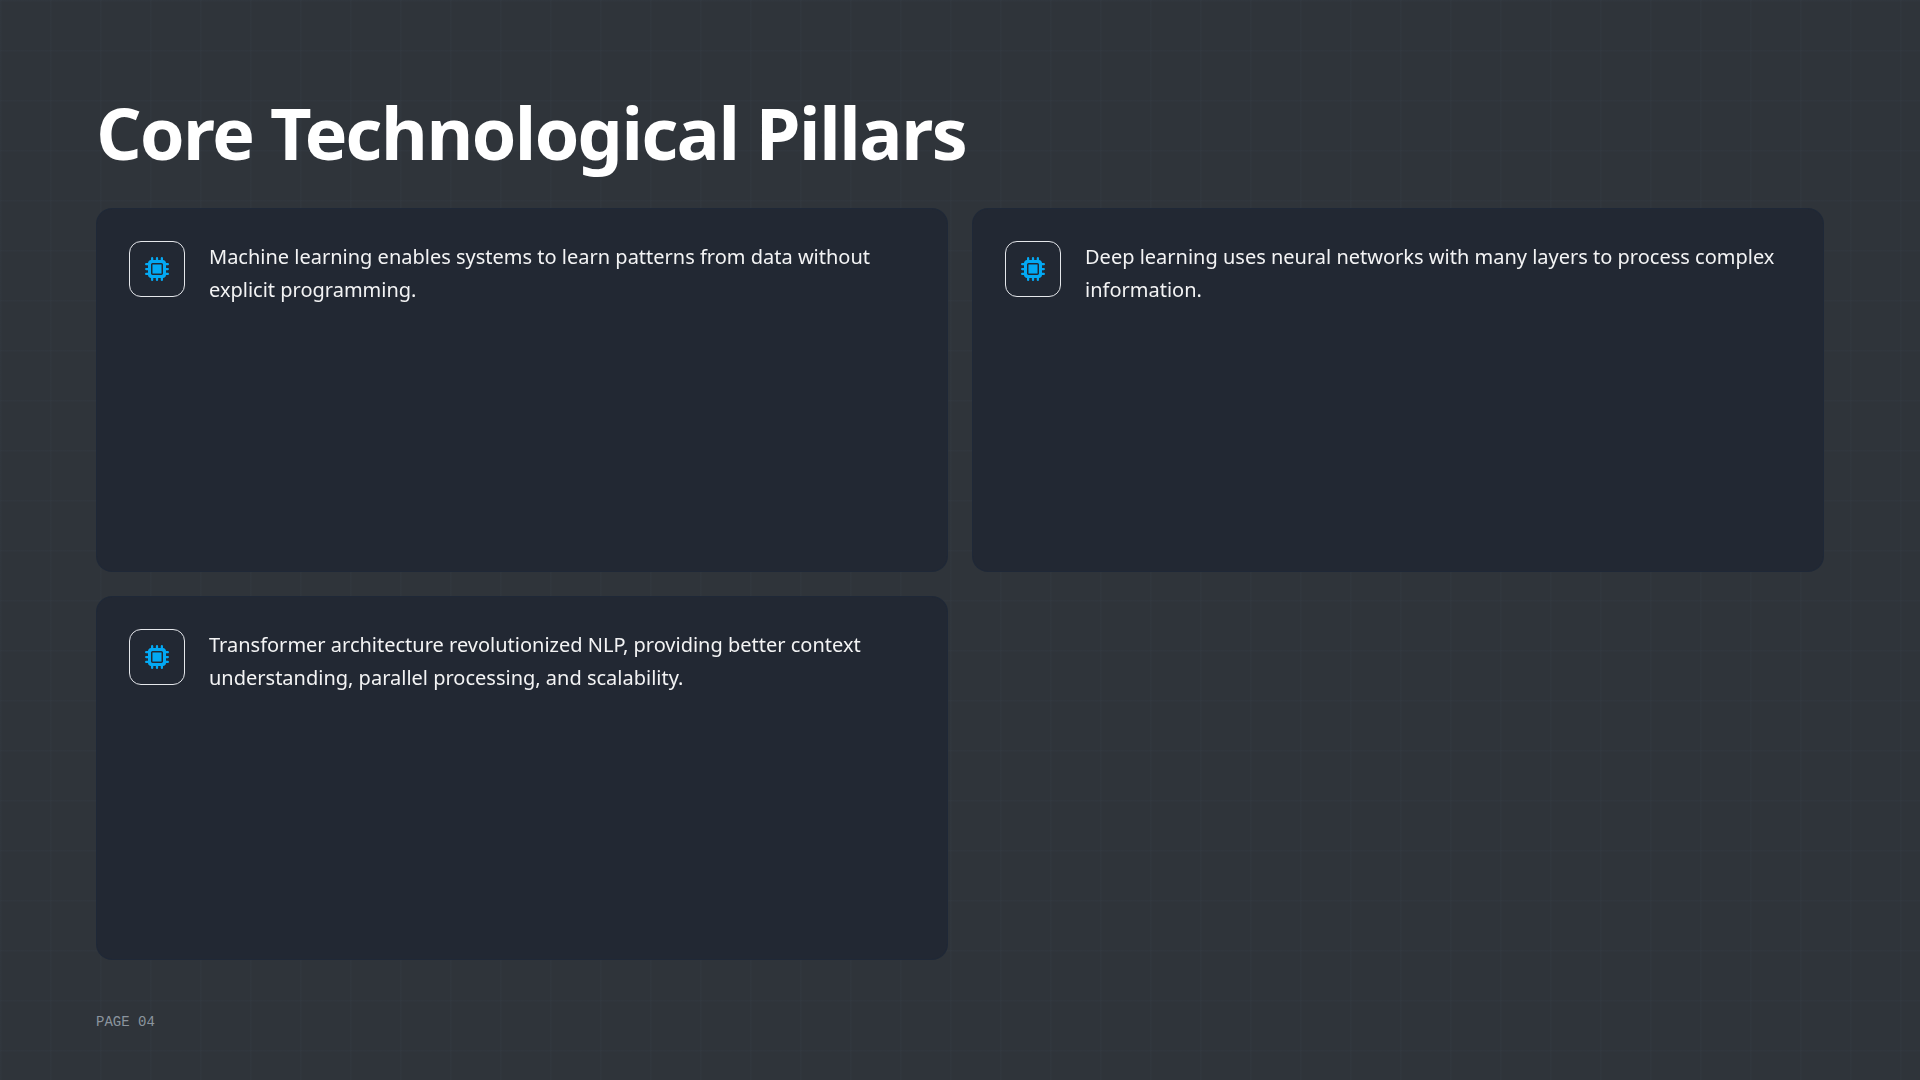 Core Technological Pillars
Machine learning enables systems to learn patterns from data without
explicit programming.
Deep learning uses neural networks with many layers to process complex
information.
Transformer architecture revolutionized NLP, providing better context
understanding, parallel processing, and scalability.
PAGE 04